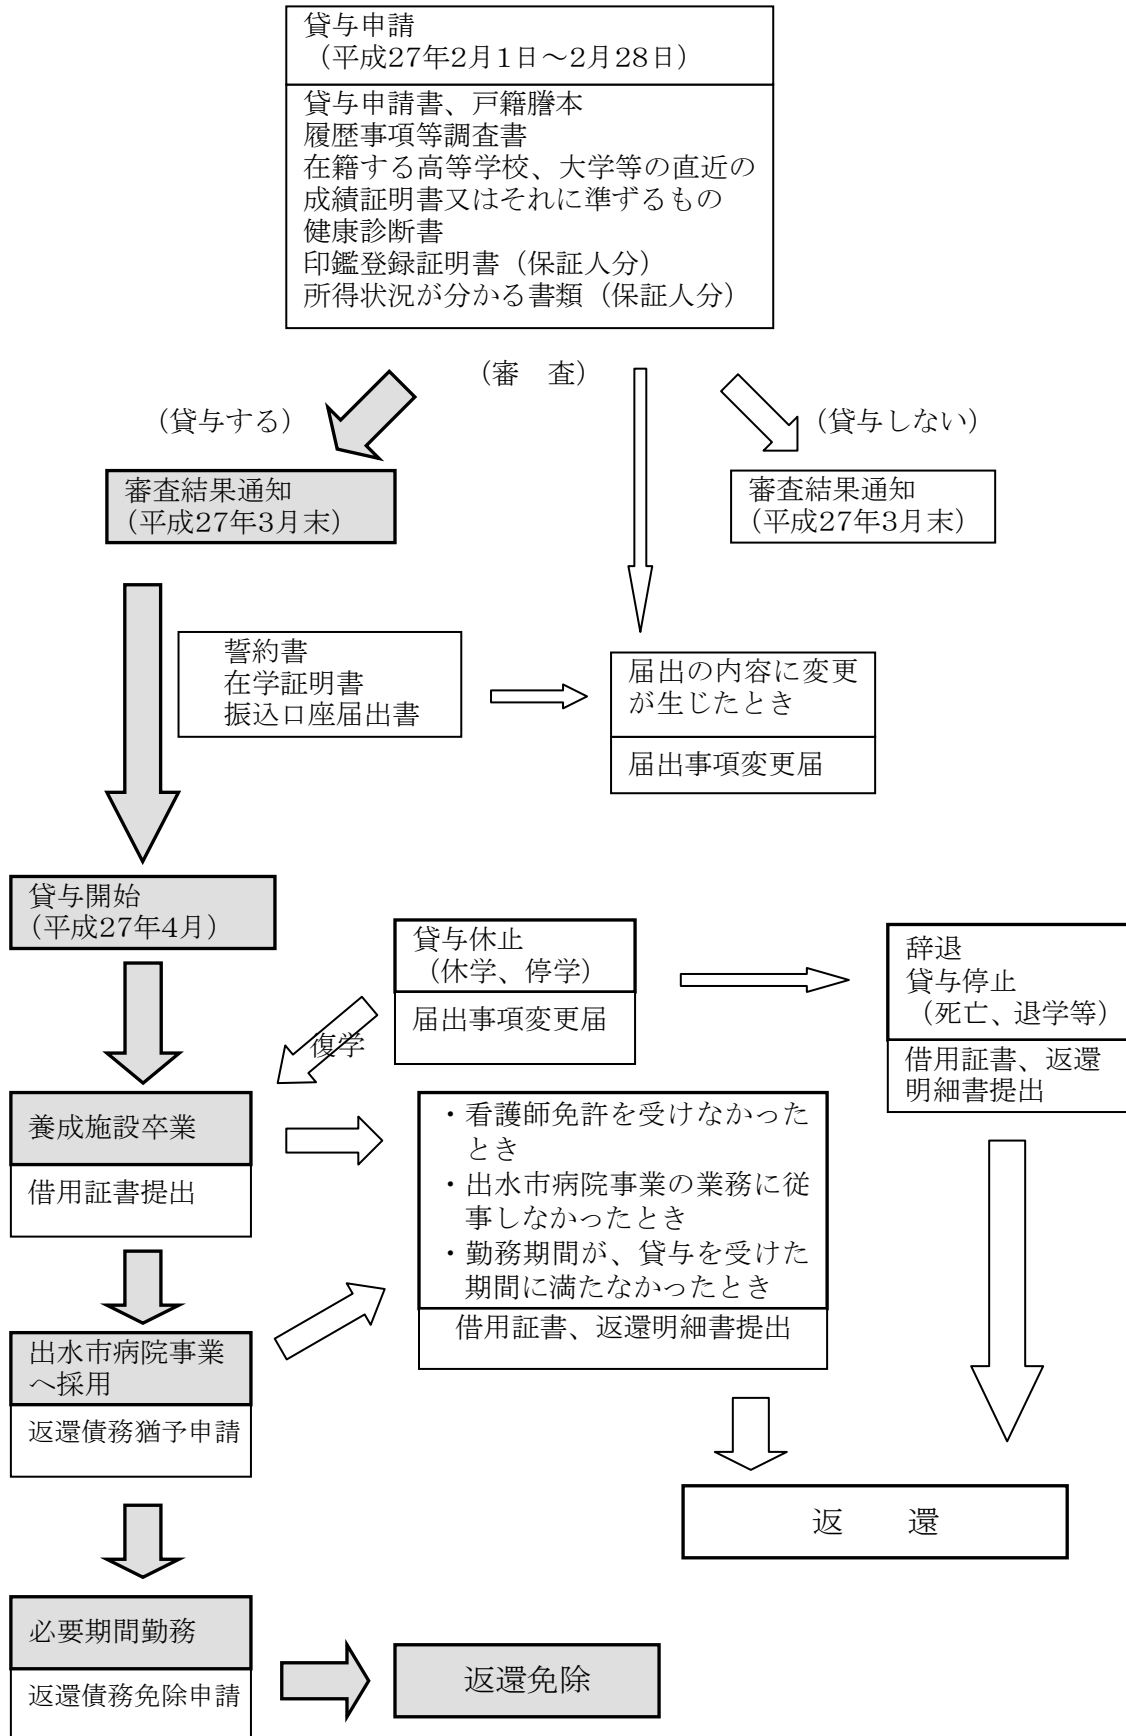 貸与申請
（平成27年2月1日～2月28日）
貸与申請書、戸籍謄本
履歴事項等調査書
在籍する高等学校、大学等の直近の
成績証明書又はそれに準ずるもの
健康診断書
印鑑登録証明書（保証人分）
所得状況が分かる書類（保証人分）
（審　査）
（貸与する）
（貸与しない）
審査結果通知
（平成27年3月末）
審査結果通知
（平成27年3月末）
誓約書
在学証明書
振込口座届出書
届出の内容に変更
が生じたとき
届出事項変更届
貸与開始
（平成27年4月）
貸与休止
（休学、停学）
届出事項変更届
復学
辞退
貸与停止
（死亡、退学等）
借用証書、返還
明細書提出
養成施設卒業
借用証書提出
・看護師免許を受けなかった
とき
・出水市病院事業の業務に従
事しなかったとき
・勤務期間が、貸与を受けた
期間に満たなかったとき
借用証書、返還明細書提出
出水市病院事業
へ採用
返還債務猶予申請
返　　還
必要期間勤務
返還債務免除申請
返還免除